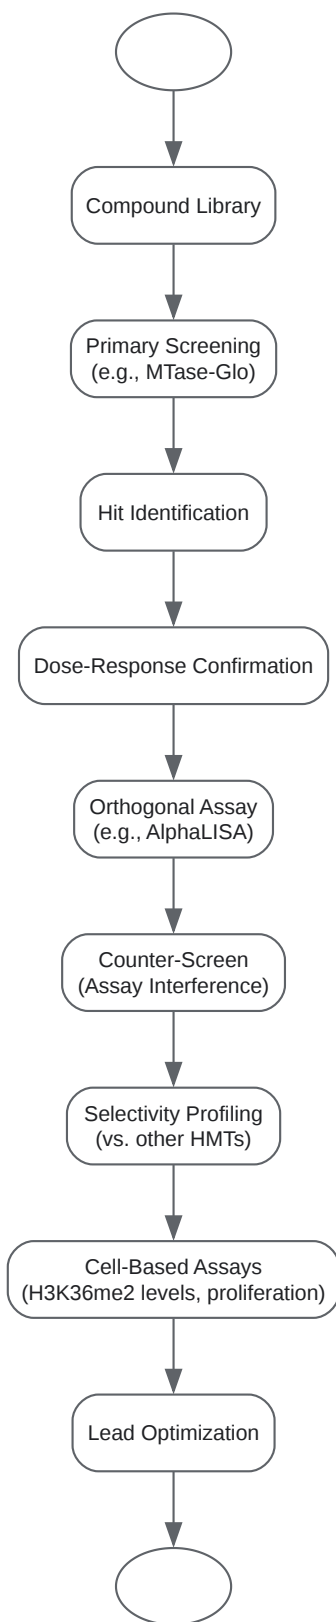 Compound Library
Primary Screening
(e.g., MTase-Glo)
Hit Identification
Dose-Response Confirmation
Orthogonal Assay
(e.g., AlphaLISA)
Counter-Screen
(Assay Interference)
Selectivity Profiling
(vs. other HMTs)
Cell-Based Assays
(H3K36me2 levels, proliferation)
Lead Optimization